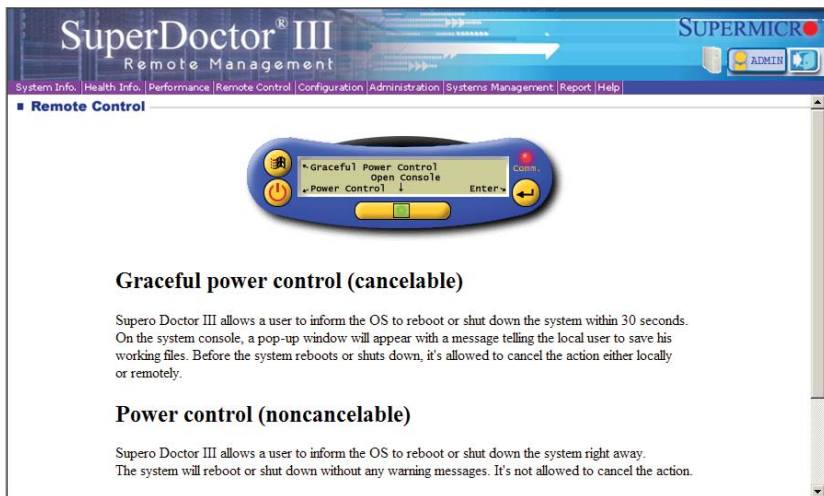 SuperDoctor® III
Remote Management
SUPERMICRO
ADMIN
System Info. | Health Info. | Performance | Remote Control | Configuration | Administration | Systems Management | Report | Help
Remote Control
Graceful Power Control
Open Console
Power Control ↓ Enter
Comm.
Graceful power control (cancelable)
Supero Doctor III allows a user to inform the OS to reboot or shut down the system within 30 seconds.
On the system console, a pop-up window will appear with a message telling the local user to save his
working files. Before the system reboots or shuts down, it's allowed to cancel the action either locally
or remotely.
Power control (noncancelable)
Supero Doctor III allows a user to inform the OS to reboot or shut down the system right away.
The system will reboot or shut down without any warning messages. It's not allowed to cancel the action.